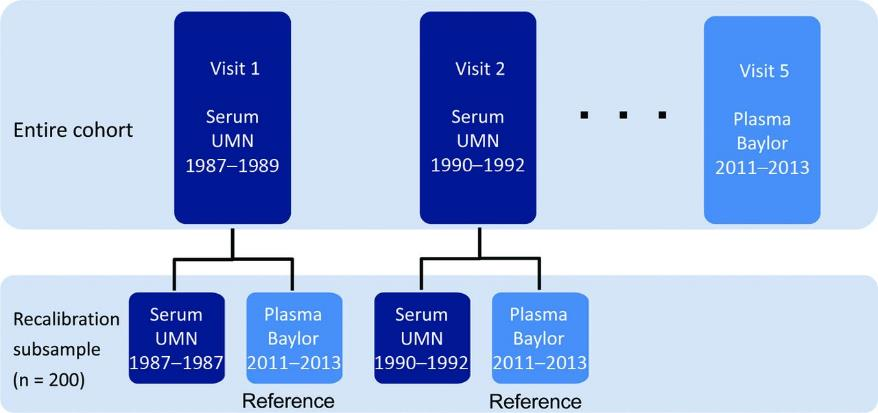 Entire cohort
Visit 1
Serum
UMN
1987–1989
Visit 2
Serum
UMN
1990–1992
Visit 5
Plasma
Baylor
2011–2013
Recalibration
subsample
(n = 200)
Serum
UMN
1987–1987
Plasma
Baylor
2011–2013
Reference
Serum
UMN
1990–1992
Plasma
Baylor
2011–2013
Reference